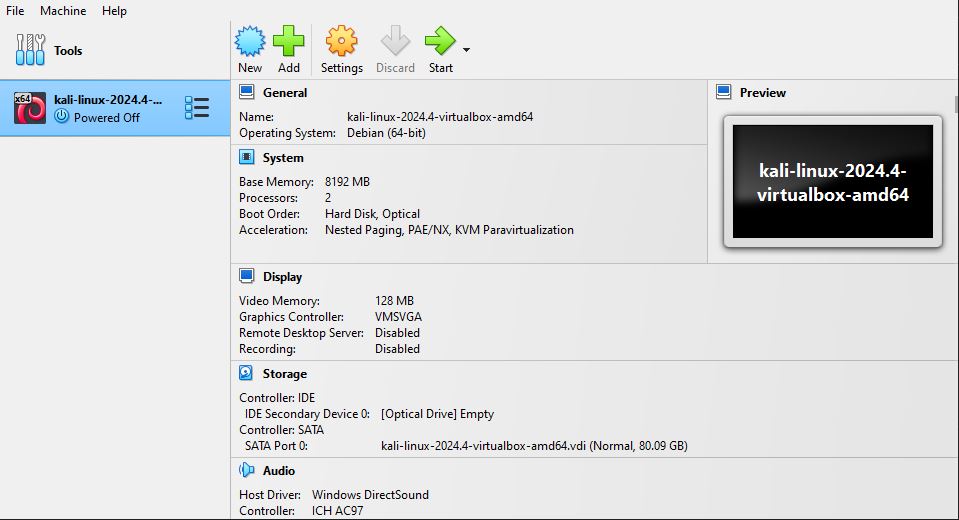 File Machine Help
Tools
New Add Settings Discard Start
x64 kali-linux-2024.4-...
Powered Off
General
Name: kali-linux-2024.4-virtualbox-amd64
Operating System: Debian (64-bit)
System
Base Memory: 8192 MB
Processors: 2
Boot Order: Hard Disk, Optical
Acceleration: Nested Paging, PAE/NX, KVM Paravirtualization
Preview
kali-linux-2024.4-
virtualbox-amd64
Display
Video Memory: 128 MB
Graphics Controller: VMSVGA
Remote Desktop Server: Disabled
Recording: Disabled
Storage
Controller: IDE
IDE Secondary Device 0: [Optical Drive] Empty
Controller: SATA
SATA Port 0: kali-linux-2024.4-virtualbox-amd64.vdi (Normal, 80.09 GB)
Audio
Host Driver: Windows DirectSound
Controller: ICH AC97